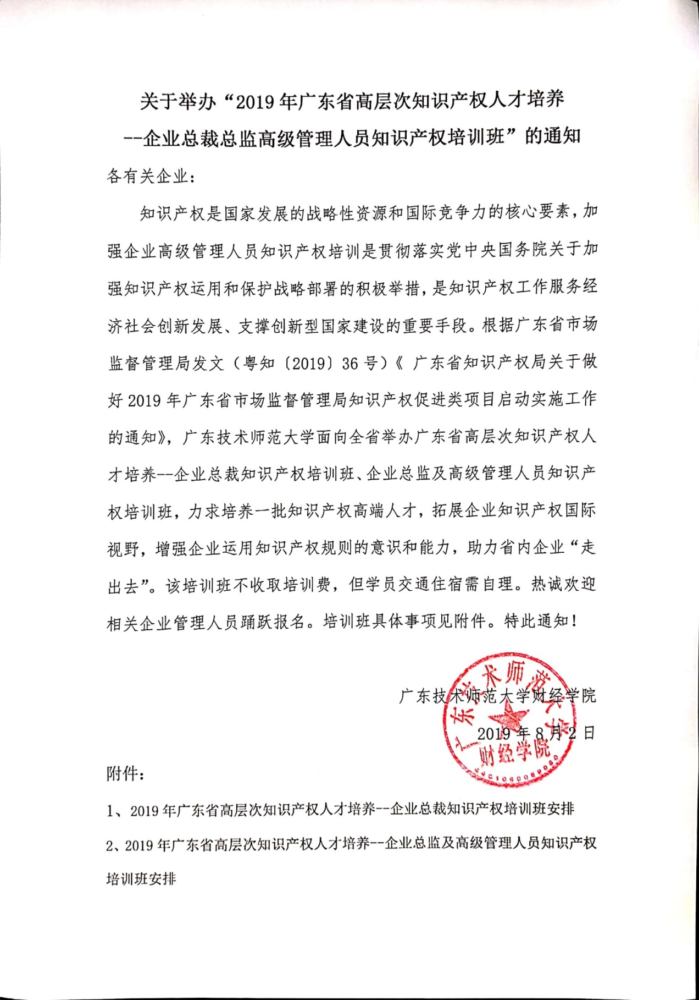 关于举办“2019 年广东省高层次知识产权人才培养
--企业总裁总监高级管理人员知识产权培训班”的通知
各有关企业：
知识产权是国家发展的战略性资源和国际竞争力的核心要素，加
强企业高级管理人员知识产权培训是贯彻落实党中央国务院关于加
强知识产权运用和保护战略部署的积极举措，是知识产权工作服务经
济社会创新发展、支撑创新型国家建设的重要手段。根据广东省市场
监督管理局发文（粤知〔2019〕36 号）《 广东省知识产权局关于做
好 2019 年广东省市场监督管理局知识产权促进类项目启动实施工作
的通知》，广东技术师范大学面向全省举办广东省高层次知识产权人
才培养--企业总裁知识产权培训班、企业总监及高级管理人员知识产
权培训班，力求培养一批知识产权高端人才，拓展企业知识产权国际
视野，增强企业运用知识产权规则的意识和能力，助力省内企业“走
出去”。该培训班不收取培训费，但学员交通住宿需自理。热诚欢迎
相关企业管理人员踊跃报名。培训班具体事项见附件。特此通知！
广东技术师范大学财经学院
2019 年 8 月 2 日
广东技术师范大学
财经学院
附件：
1、2019 年广东省高层次知识产权人才培养--企业总裁知识产权培训班安排
2、2019 年广东省高层次知识产权人才培养--企业总监及高级管理人员知识产权
培训班安排